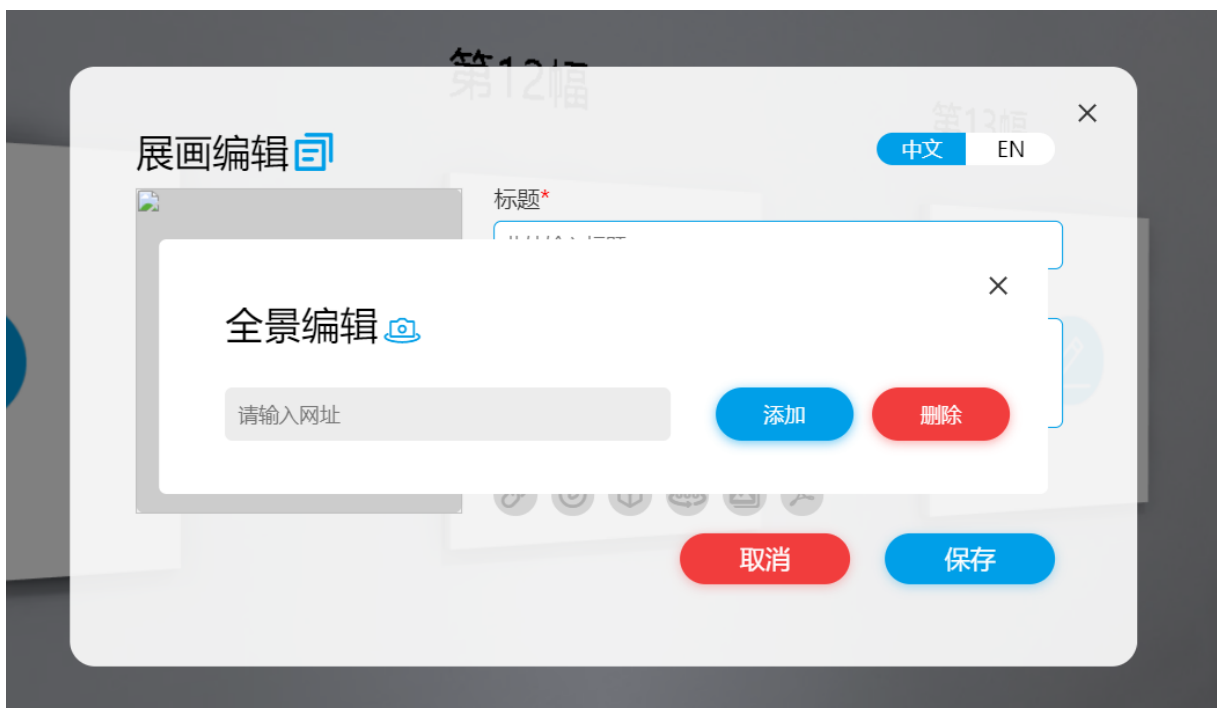 第12幅
第13幅
展画编辑
中文 EN
标题*
全景编辑
请输入网址
添加
删除
取消
保存